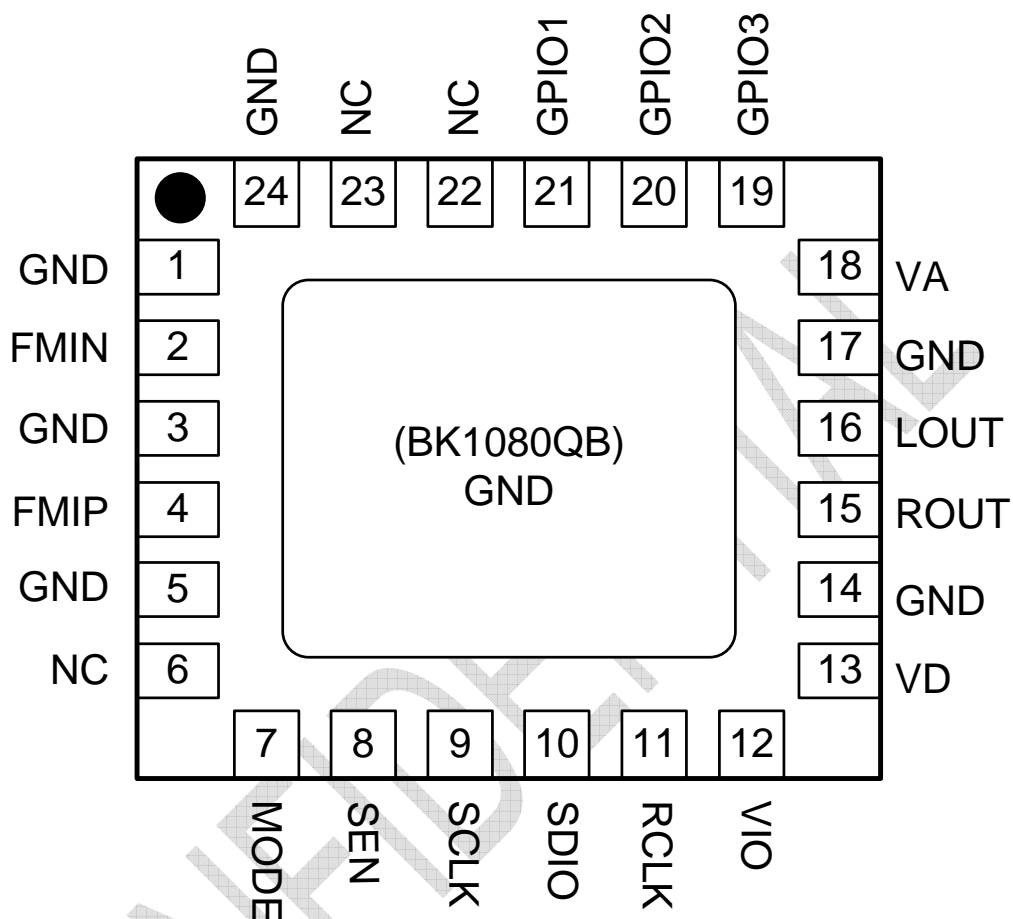 GND
NC
NC
GPIO1
GPIO2
GPIO3
24
23
22
21
20
19
GND 1
FMIN 2
GND 3
FMIP 4
GND 5
NC 6
(BK1080QB)
GND
18 VA
17 GND
16 LOUT
15 ROUT
14 GND
13 VD
7
8
9
10
11
12
MODE
SEN
SCLK
SDIO
RCLK
VIO